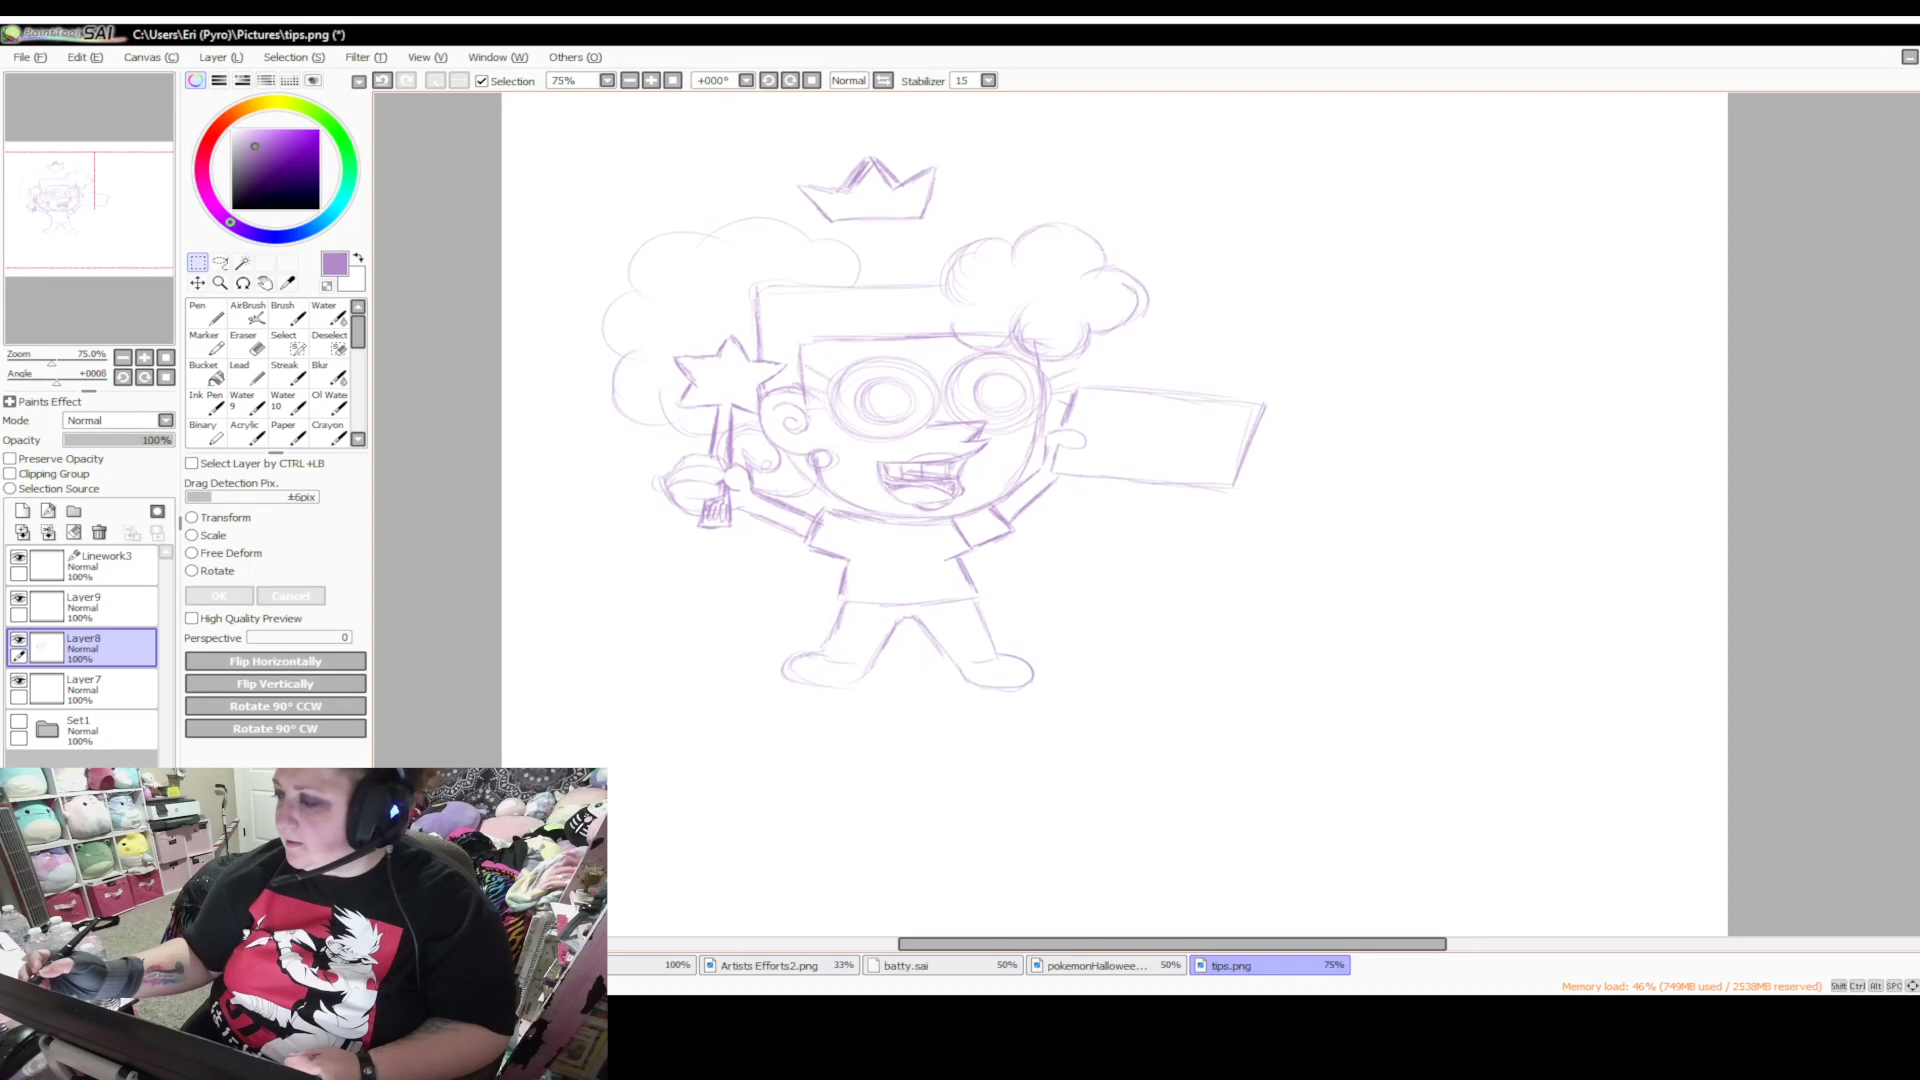 PaintTool SAI C:\Users\Eri (Pyro)\Pictures\tips.png (*)
File (F) Edit (E) Canvas (C) Layer (L) Selection (S) Filter (T) View (V) Window (W) Others (O)
Selection 75% +000° Normal Stabilizer 15
Zoom 75.0%
Angle +0008
Paints Effect
Mode Normal
Opacity 100%
Preserve Opacity
Clipping Group
Selection Source
Linework3
Normal
100%
Layer9
Normal
100%
Layer8
Normal
100%
Layer7
Normal
100%
Set1
Normal
100%
Pen AirBrush Brush Water
Marker Eraser Select Deselect
Bucket Lead Streak Blur
Ink Pen Water 9 Water 10 Ol Wate
Binary Acrylic Paper Crayon
Select Layer by CTRL +LB
Drag Detection Pix. ±6pix
Transform
Scale
Free Deform
Rotate
OK Cancel
High Quality Preview
Perspective 0
Flip Horizontally
Flip Vertically
Rotate 90° CCW
Rotate 90° CW
100% Artists Efforts2.png 33% batty.sai 50% pokemonHallowee... 50% tips.png 75%
Memory load: 46% (749MB used / 2538MB reserved) Shift Ctrl Alt SPC